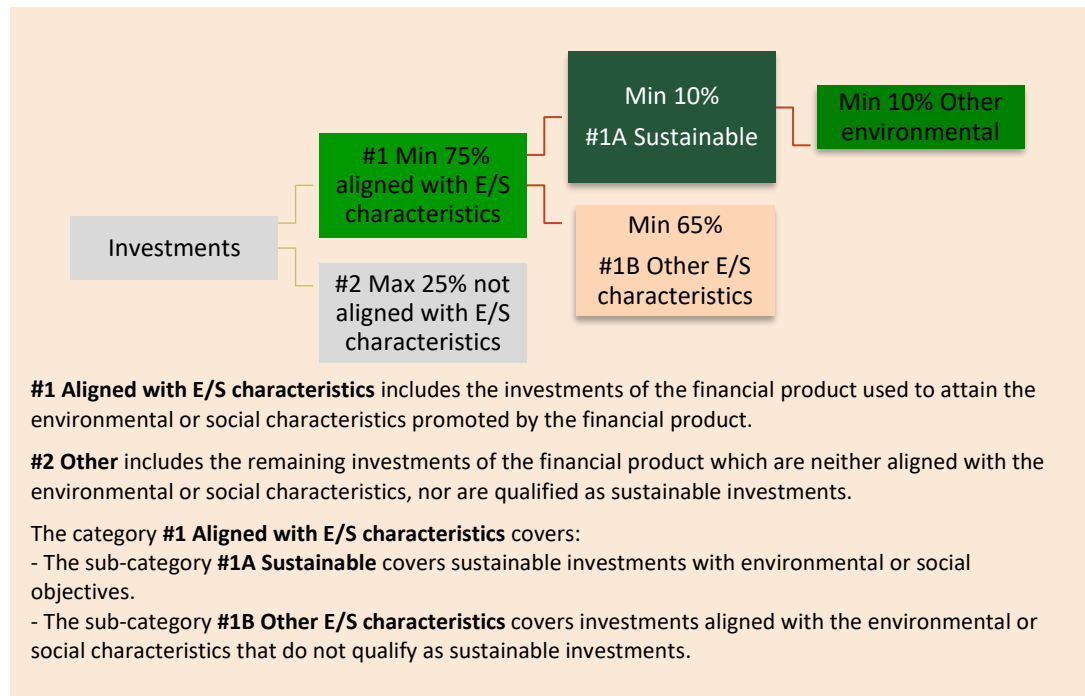 Investments
#1 Min 75%
aligned with E/S
characteristics
#2 Max 25% not
aligned with E/S
characteristics
Min 10%
#1A Sustainable
Min 65%
#1B Other E/S
characteristics
Min 10% Other
environmental
#1 Aligned with E/S characteristics includes the investments of the financial product used to attain the
environmental or social characteristics promoted by the financial product.
#2 Other includes the remaining investments of the financial product which are neither aligned with the
environmental or social characteristics, nor are qualified as sustainable investments.
The category #1 Aligned with E/S characteristics covers:
- The sub-category #1A Sustainable covers sustainable investments with environmental or social
objectives.
- The sub-category #1B Other E/S characteristics covers investments aligned with the environmental or
social characteristics that do not qualify as sustainable investments.